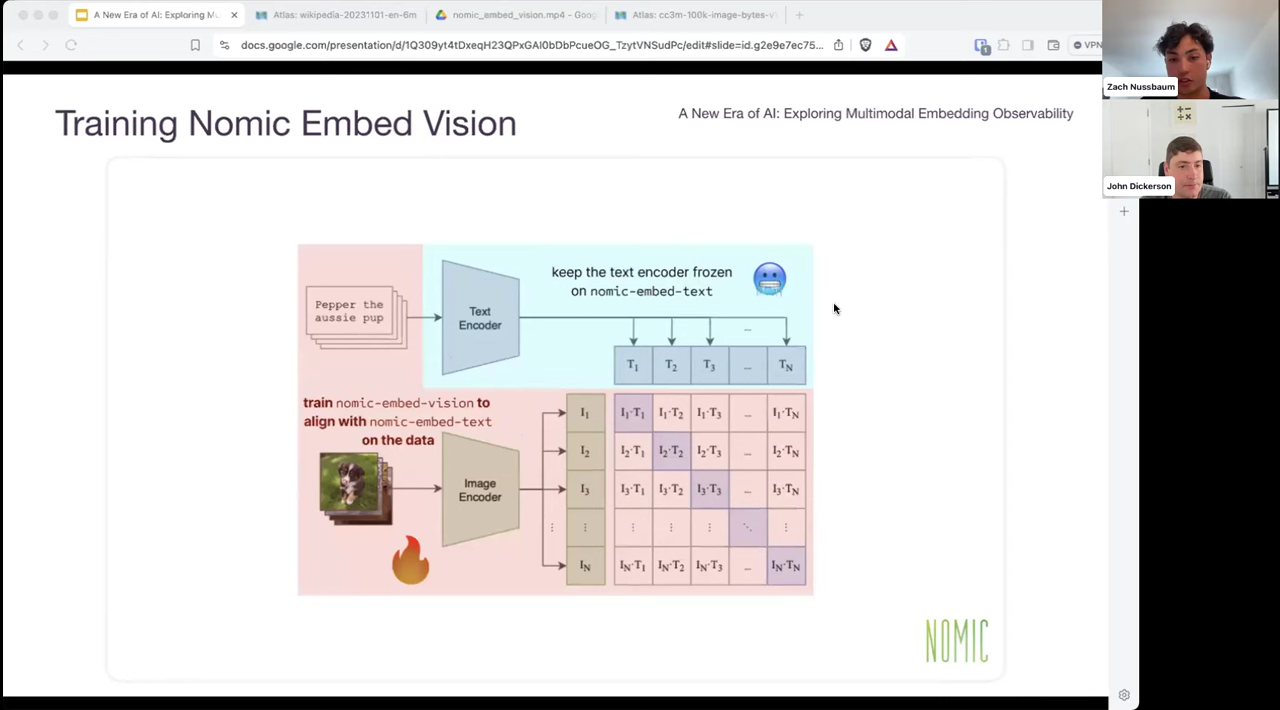 A New Era of AI: Exploring Mu
Atlas: wikipedia-20231101-en-6m
nomic_embed_vision.mp4 - Goog
Atlas: cc3m-100k-image-bytes-v
docs.google.com/presentation/d/1Q309yt4tDxeqH23QPxGAI0bDbPcueOG_TzytVNSudPc/edit#slide=id.g2e9e7ec75...
1
VPN
Zach Nussbaum
John Dickerson
Training Nomic Embed Vision
A New Era of AI: Exploring Multimodal Embedding Observability
keep the text encoder frozen
on nomic-embed-text
Pepper the
aussie pup
Text
Encoder
...
T1 T2 T3 ... TN
train nomic-embed-vision to
align with nomic-embed-text
on the data
Image
Encoder
I1 I1·T1 I1·T2 I1·T3 ... I1·TN
I2 I2·T1 I2·T2 I2·T3 ... I2·TN
I3 I3·T1 I3·T2 I3·T3 ... I3·TN
⋮ ⋮ ⋮ ⋮ ⋮ ⋱ ⋮
IN IN·T1 IN·T2 IN·T3 ... IN·TN
NOMIC